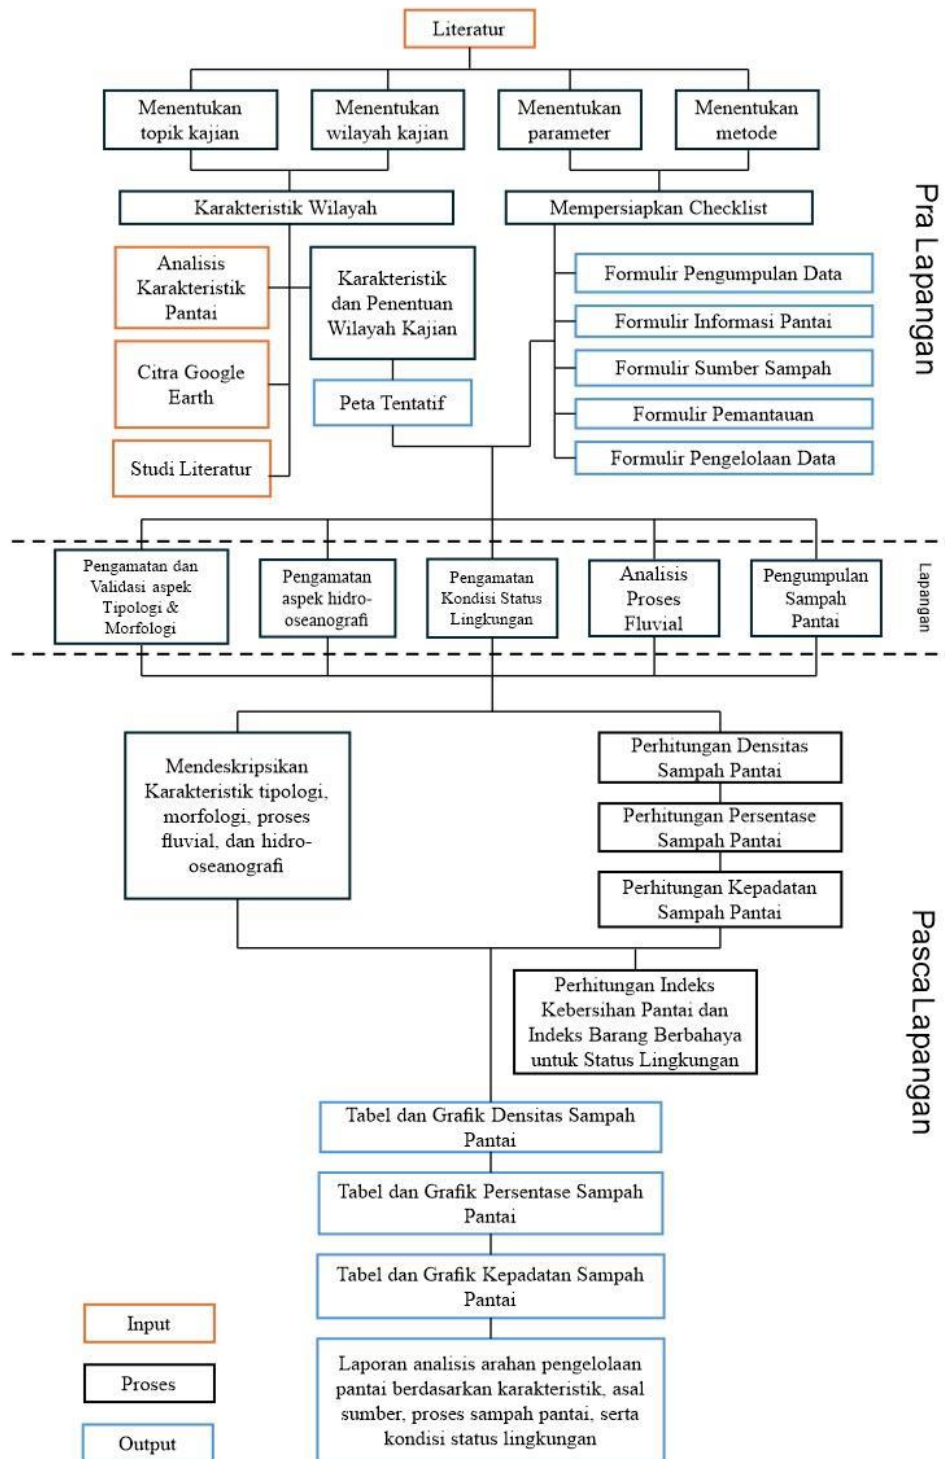 Literatur
Menentukan
topik kajian
Menentukan
wilayah kajian
Menentukan
parameter
Menentukan
metode
Karakteristik Wilayah
Mempersiapkan Checklist
Pra Lapangan
Analisis
Karakteristik
Pantai
Karakteristik
dan Penentuan
Wilayah Kajian
Citra Google
Earth
Peta Tentatif
Studi Literatur
Formulir Pengumpulan Data
Formulir Informasi Pantai
Formulir Sumber Sampah
Formulir Pemantauan
Formulir Pengelolaan Data
Pengamatan dan
Validasi aspek
Tipologi &
Morfologi
Pengamatan
aspek hidro-
oseanografi
Pengamatan
Kondisi Status
Lingkungan
Analisis
Proses
Fluvial
Pengumpulan
Sampah
Pantai
Lapangan
Mendeskripsikan
Karakteristik tipologi,
morfologi, proses
fluvial, dan hidro-
oseanografi
Perhitungan Densitas
Sampah Pantai
Perhitungan Persentase
Sampah Pantai
Perhitungan Kepadatan
Sampah Pantai
Perhitungan Indeks
Kebersihan Pantai dan
Indeks Barang Berbahaya
untuk Status Lingkungan
Pasca Lapangan
Tabel dan Grafik Densitas Sampah
Pantai
Tabel dan Grafik Persentase Sampah
Pantai
Tabel dan Grafik Kepadatan Sampah
Pantai
Laporan analisis arahan pengelolaan
pantai berdasarkan karakteristik, asal
sumber, proses sampah pantai, serta
kondisi status lingkungan
Input
Proses
Output